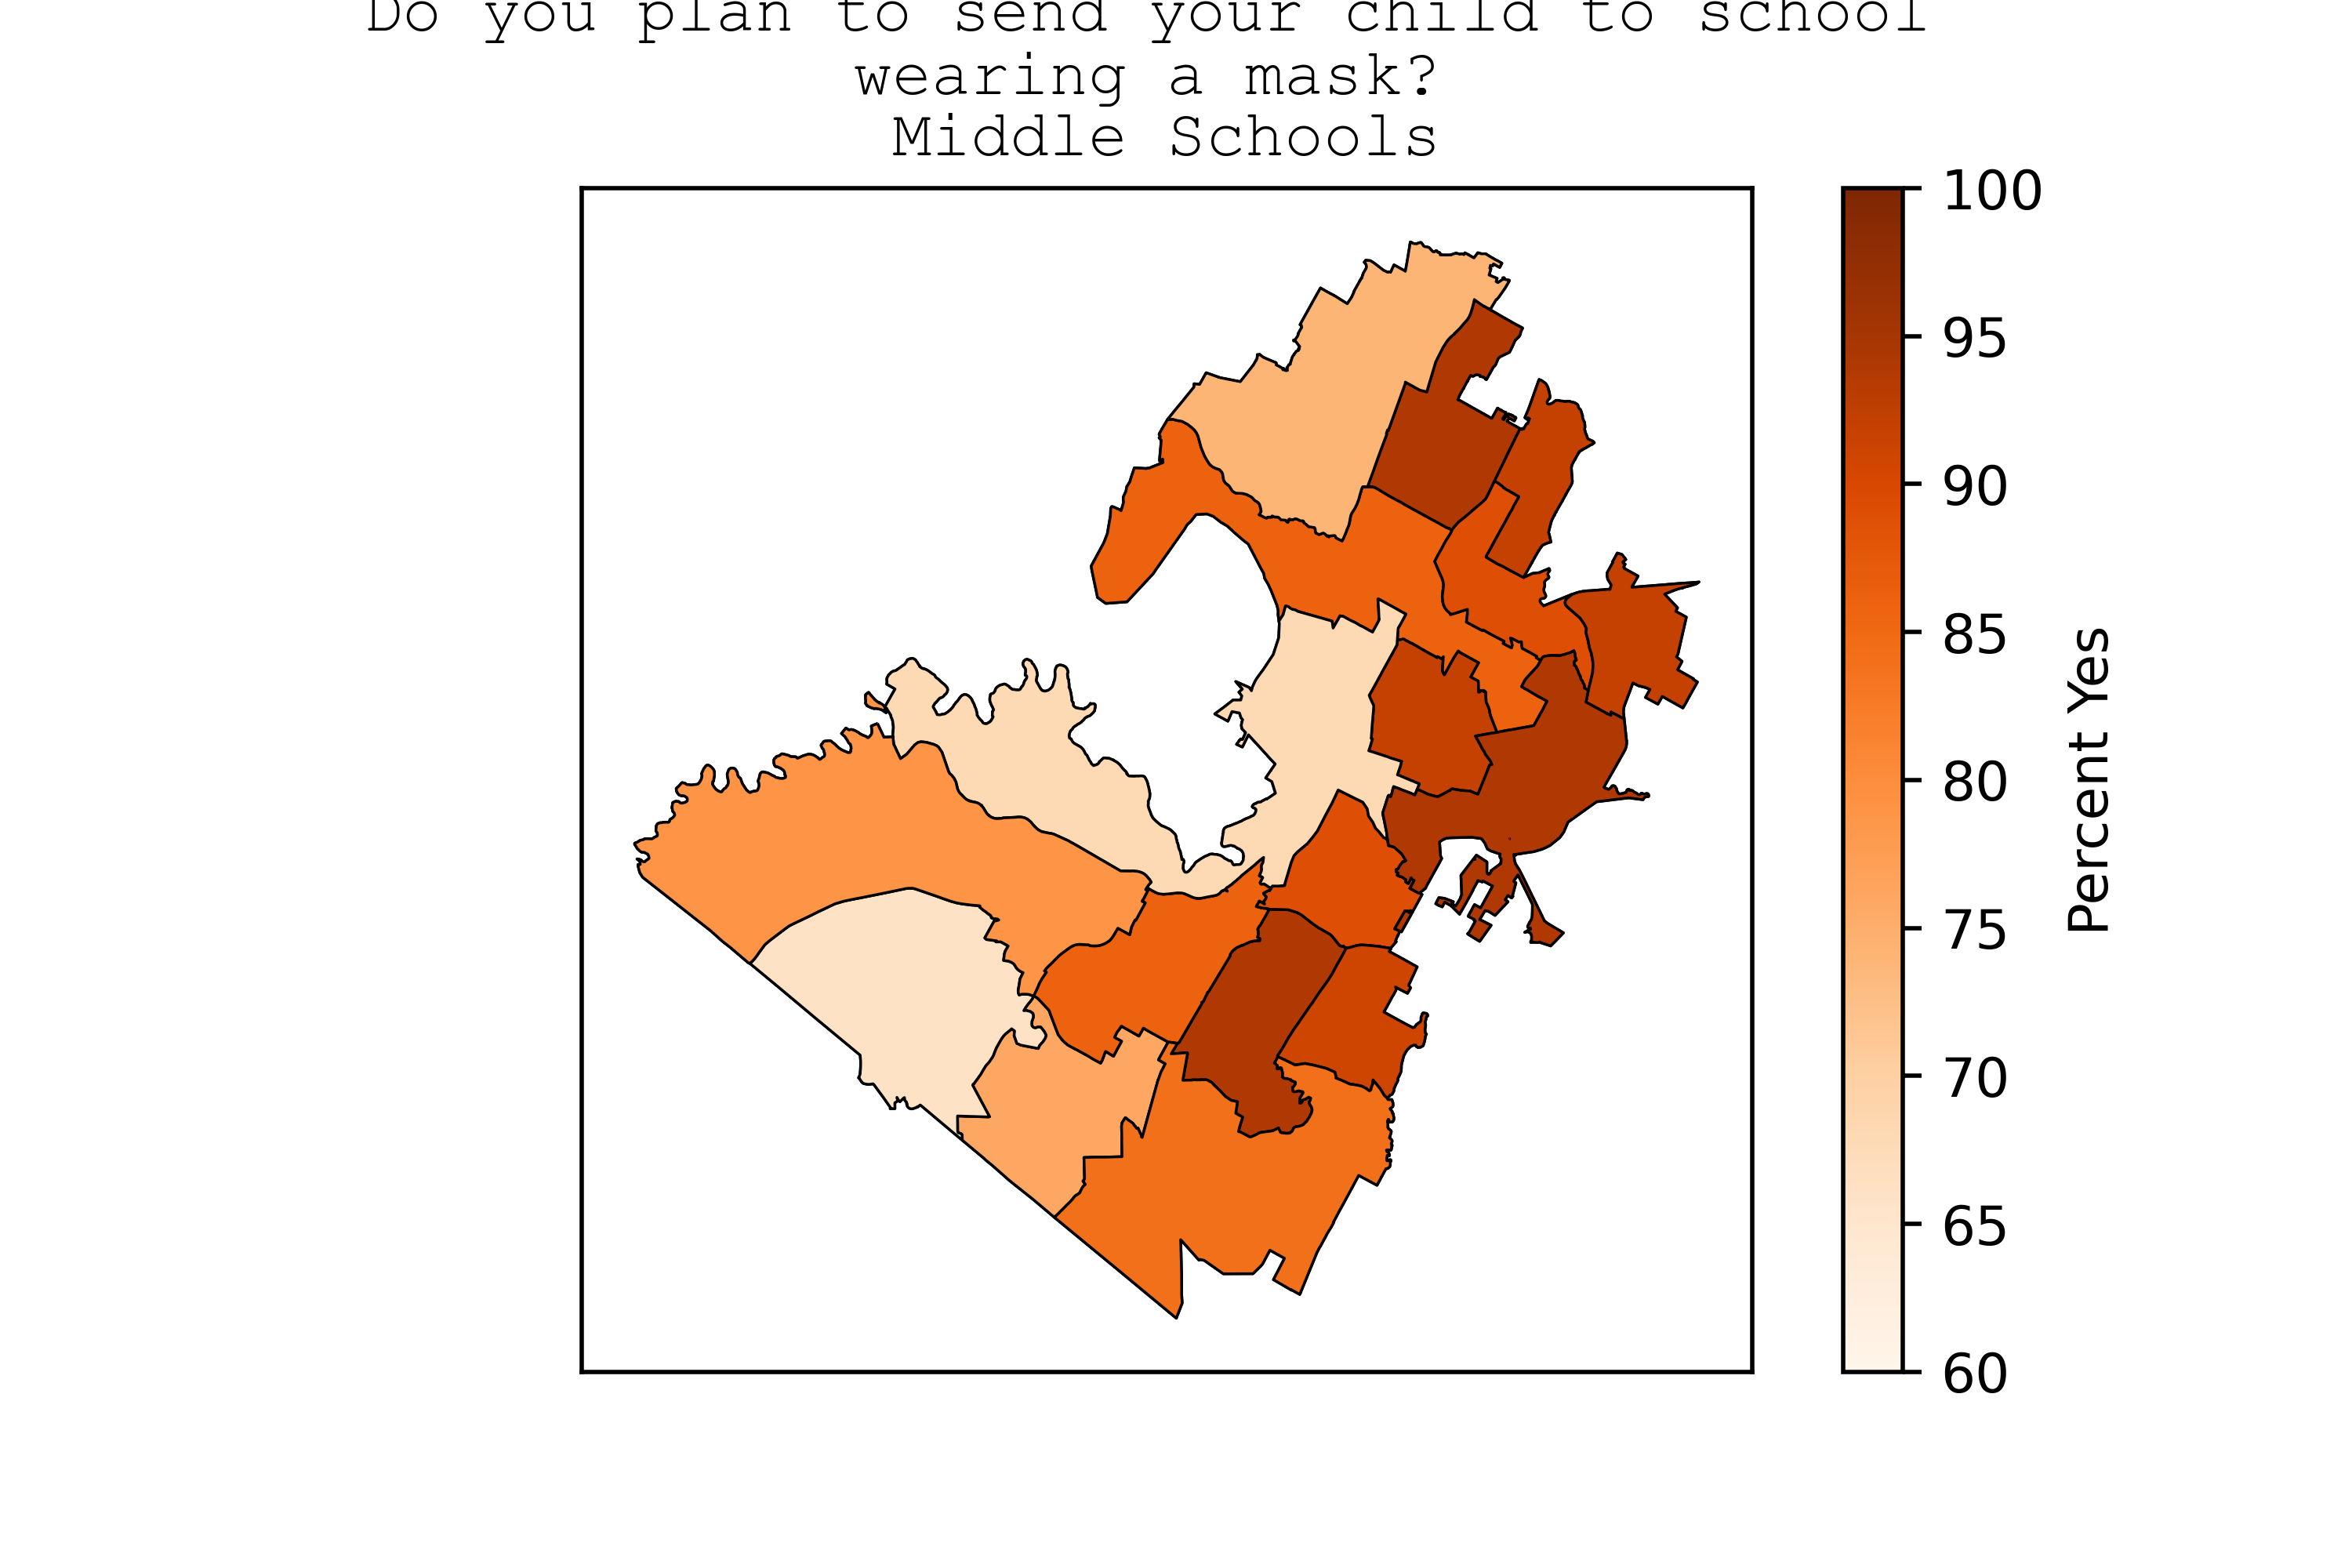 Do you plan to send your child to school
wearing a mask?
Middle Schools
100
95
90
85
80
75
70
65
60
Percent Yes